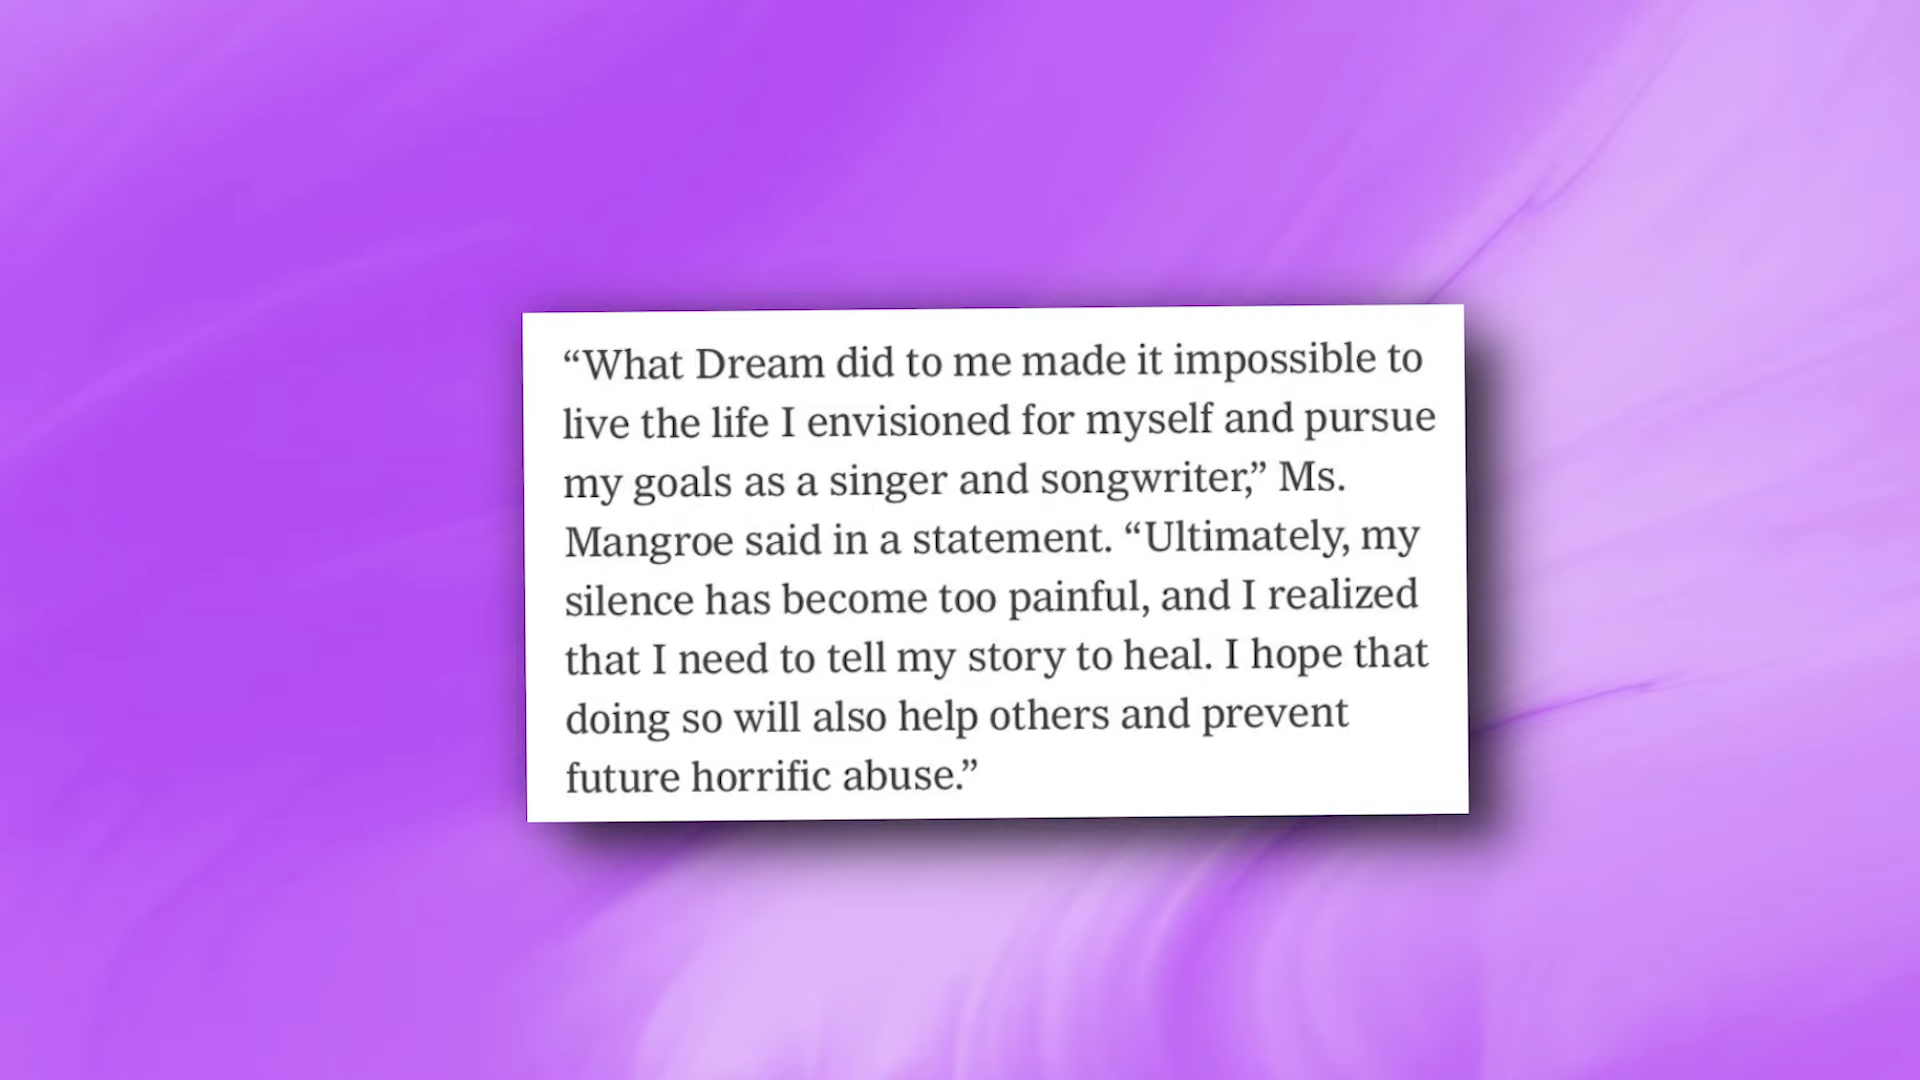 “What Dream did to me made it impossible to
live the life I envisioned for myself and pursue
my goals as a singer and songwriter,” Ms.
Mangroe said in a statement. “Ultimately, my
silence has become too painful, and I realized
that I need to tell my story to heal. I hope that
doing so will also help others and prevent
future horrific abuse.”